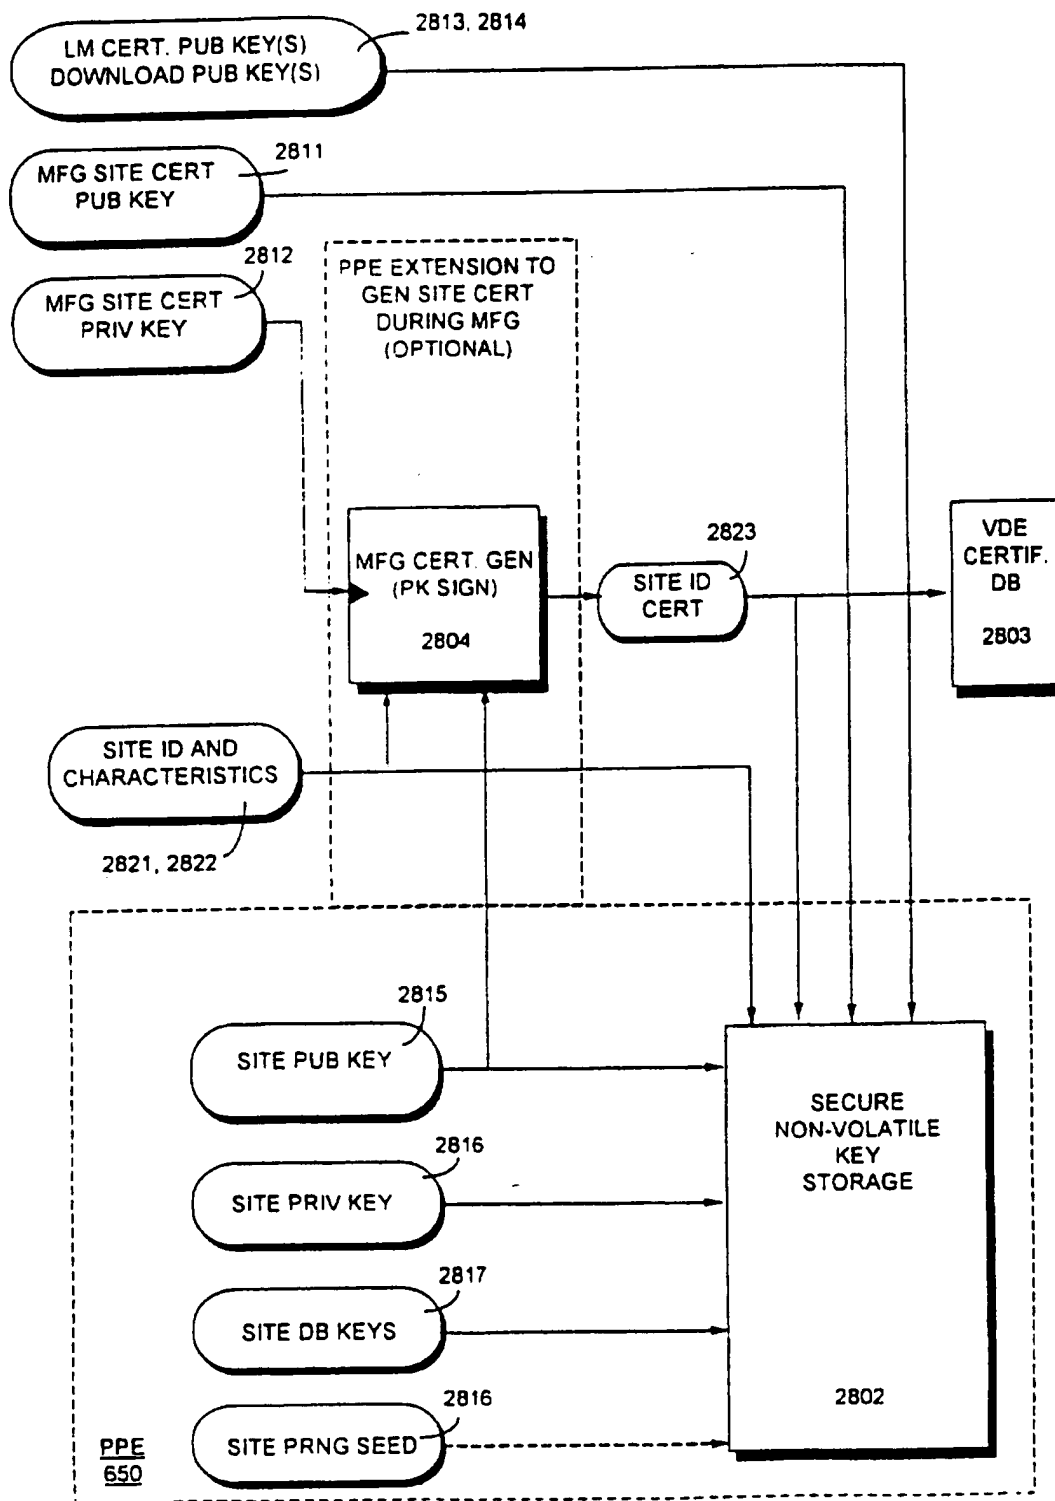 2813, 2814
LM CERT. PUB KEY(S)
DOWNLOAD PUB KEY(S)
2811
MFG SITE CERT
PUB KEY
2812
MFG SITE CERT
PRIV KEY
PPE EXTENSION TO
GEN SITE CERT
DURING MFG
(OPTIONAL)
MFG CERT. GEN
(PK SIGN)
2804
2823
SITE ID
CERT
VDE
CERTIF.
DB
2803
SITE ID AND
CHARACTERISTICS
2821, 2822
2815
SITE PUB KEY
2816
SITE PRIV KEY
2817
SITE DB KEYS
2816
SITE PRNG SEED
SECURE
NON-VOLATILE
KEY
STORAGE
2802
PPE
650